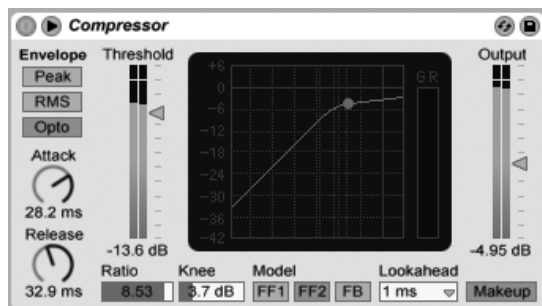 Compressor
Envelope
Peak
RMS
Opto
Attack
28.2 ms
Release
32.9 ms
Threshold
-13.6 dB
+6
0
-6
-12
-18
-24
-30
-36
-42
GR
Output
-4.95 dB
Ratio
8.53
Knee
3.7 dB
Model
FF1 FF2 FB
Lookahead
1 ms
Makeup